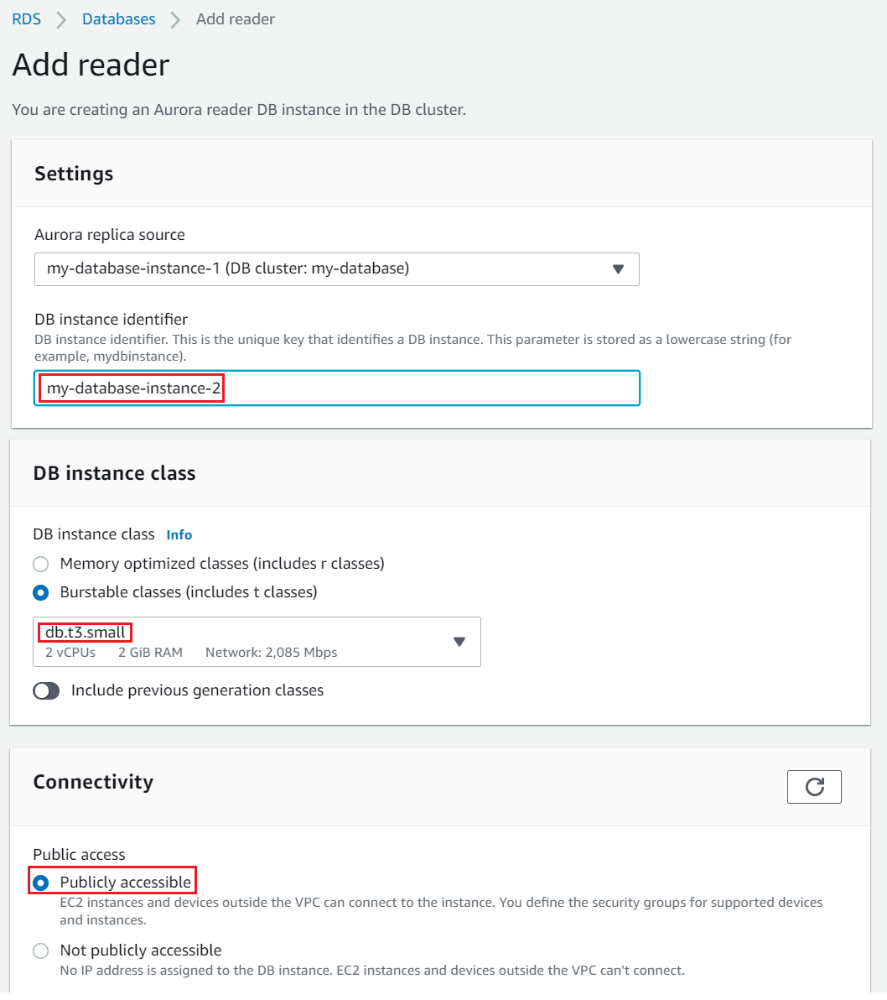 RDS Databases Add reader
Add reader
You are creating an Aurora reader DB instance in the DB cluster.
Settings
Aurora replica source
my-database-instance-1 (DB cluster: my-database)
DB instance identifier
DB instance identifier. This is the unique key that identifies a DB instance. This parameter is stored as a lowercase string (for
example, mydbinstance).
my-database-instance-2
DB instance class
DB instance class Info
Memory optimized classes (includes r classes)
Burstable classes (includes t classes)
db.t3.small
2 vCPUs 2 GiB RAM Network: 2,085 Mbps
Include previous generation classes
Connectivity
Public access
Publicly accessible
EC2 instances and devices outside the VPC can connect to the instance. You define the security groups for supported devices
and instances.
Not publicly accessible
No IP address is assigned to the DB instance. EC2 instances and devices outside the VPC can't connect.